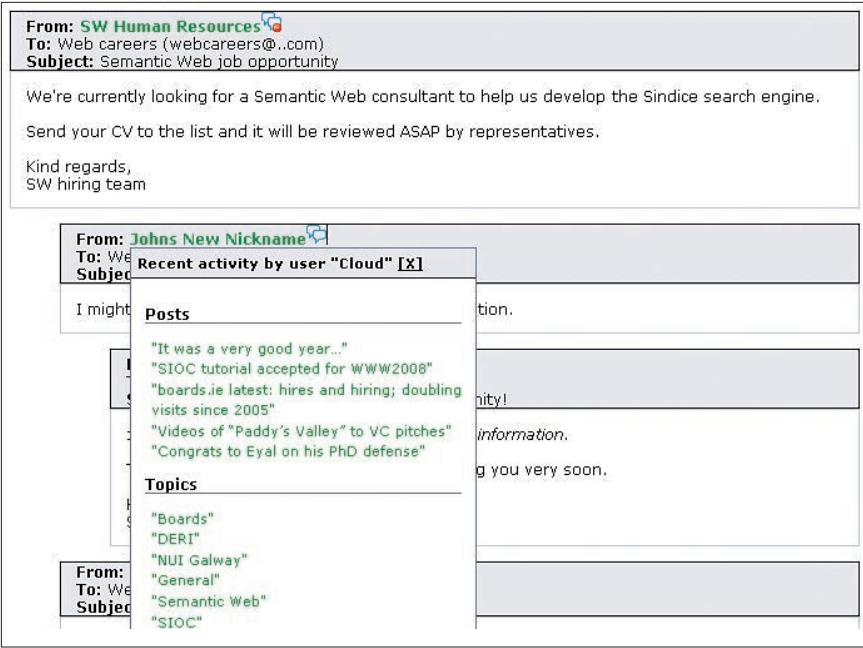 From: SW Human Resources
To: Web careers (webcareers@..com)
Subject: Semantic Web job opportunity
We're currently looking for a Semantic Web consultant to help us develop the Sindice search engine.
Send your CV to the list and it will be reviewed ASAP by representatives.
Kind regards,
SW hiring team
From: Johns New Nickname
To: We
Subjec
I might
tion.
Recent activity by user "Cloud" [X]
Posts
"It was a very good year..."
"SIOC tutorial accepted for WWW2008"
"boards.ie latest: hires and hiring; doubling
visits since 2005"
"Videos of “Paddy’s Valley” to VC pitches"
"Congrats to Eyal on his PhD defense"
Topics
"Boards"
"DERI"
"NUI Galway"
"General"
"Semantic Web"
"SIOC"
nity!
information.
g you very soon.
From:
To: We
Subjec